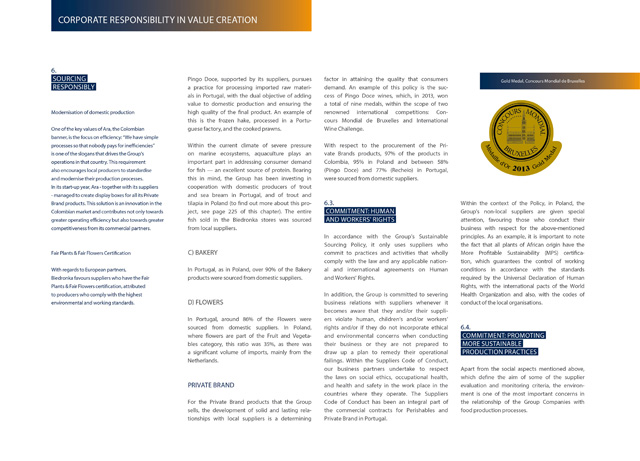 CORPORATE RESPONSIBILITY IN VALUE CREATION
6.
SOURCING
RESPONSIBLY
Modernisation of domestic production
One of the key values of Ara, the Colombian
banner, is the focus on efficiency: "We have simple
processes so that nobody pays for inefficiencies"
is one of the slogans that drives the Group's
operations in that country. This requirement
also encourages local producers to standardise
and modernise their production processes.
In its start-up year, Ara - together with its suppliers
- managed to create display boxes for all its Private
Brand products. This solution is an innovation in the
Colombian market and contributes not only towards
greater operating efficiency but also towards greater
competitiveness from its commercial partners.
Fair Plants & Fair Flowers Certification
With regards to European partners,
Biedronka favours suppliers who have the Fair
Plants & Fair Flowers certification, attributed
to producers who comply with the highest
environmental and working standards.
Pingo Doce, supported by its suppliers, pursues
a practice for processing imported raw materi-
als in Portugal, with the dual objective of adding
value to domestic production and ensuring the
high quality of the final product. An example of
this is the frozen hake, processed in a Portu-
guese factory, and the cooked prawns.
Within the current climate of severe pressure
on marine ecosystems, aquaculture plays an
important part in addressing consumer demand
for fish — an excellent source of protein. Bearing
this in mind, the Group has been investing in
cooperation with domestic producers of trout
and sea bream in Portugal, and of trout and
tilapia in Poland (to find out more about this pro-
ject, see page 225 of this chapter). The entire
fish sold in the Biedronka stores was sourced
from local suppliers.
C) BAKERY
In Portugal, as in Poland, over 90% of the Bakery
products were sourced from domestic suppliers.
D) FLOWERS
In Portugal, around 86% of the Flowers were
sourced from domestic suppliers. In Poland,
where flowers are part of the Fruit and Vegeta-
bles category, this ratio was 35%, as there was
a significant volume of imports, mainly from the
Netherlands.
PRIVATE BRAND
For the Private Brand products that the Group
sells, the development of solid and lasting rela-
tionships with local suppliers is a determining
factor in attaining the quality that consumers
demand. An example of this policy is the suc-
cess of Pingo Doce wines, which, in 2013, won
a total of nine medals, within the scope of two
renowned international competitions: Con-
cours Mondial de Bruxelles and International
Wine Challenge.
With respect to the procurement of the Pri-
vate Brands products, 97% of the products in
Colombia, 95% in Poland and between 58%
(Pingo Doce) and 77% (Recheio) in Portugal,
were sourced from domestic suppliers.
6.3.
COMMITMENT: HUMAN
AND WORKERS' RIGHTS
In accordance with the Group's Sustainable
Sourcing Policy, it only uses suppliers who
commit to practices and activities that wholly
comply with the law and any applicable nation-
al and international agreements on Human
and Workers' Rights.
In addition, the Group is committed to severing
business relations with suppliers whenever it
becomes aware that they and/or their suppli-
ers violate human, children's and/or workers'
rights and/or if they do not incorporate ethical
and environmental concerns when conducting
their business or they are not prepared to
draw up a plan to remedy their operational
failings. Within the Suppliers Code of Conduct,
our business partners undertake to respect
the laws on social ethics, occupational health,
and health and safety in the work place in the
countries where they operate. The Suppliers
Code of Conduct has been an integral part of
the commercial contracts for Perishables and
Private Brand in Portugal.
Gold Medal, Concours Mondial de Bruxelles
CONCOURS MONDIAL
BRUXELLES
Médaille d'Or 2013 Gold Medal
Within the context of the Policy, in Poland, the
Group's non-local suppliers are given special
attention, favouring those who conduct their
business with respect for the above-mentioned
principles. As an example, it is important to note
the fact that all plants of African origin have the
More Profitable Sustainability (MPS) certifica-
tion, which guarantees the control of working
conditions in accordance with the standards
required by the Universal Declaration of Human
Rights, with the international pacts of the World
Health Organization and also, with the codes of
conduct of the local organisations.
6.4.
COMMITMENT: PROMOTING
MORE SUSTAINABLE
PRODUCTION PRACTICES
Apart from the social aspects mentioned above,
which define the aim of some of the supplier
evaluation and monitoring criteria, the environ-
ment is one of the most important concerns in
the relationship of the Group Companies with
food production processes.